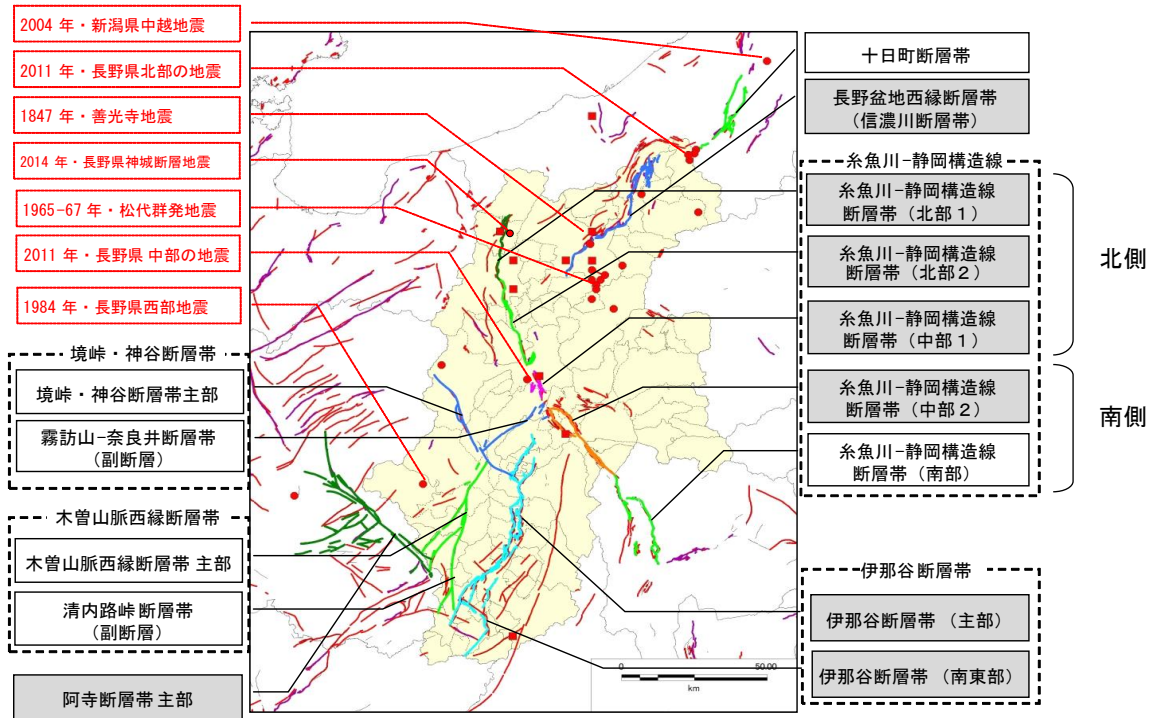 2004 年・新潟県中越地震
2011 年・長野県北部の地震
1847 年・善光寺地震
2014 年・長野県神城断層地震
1965-67 年・松代群発地震
2011 年・長野県 中部の地震
1984 年・長野県西部地震
境峠・神谷断層帯
境峠・神谷断層帯主部
霧訪山-奈良井断層帯
(副断層)
木曽山脈西縁断層帯
木曽山脈西縁断層帯 主部
清内路峠断層帯
(副断層)
阿寺断層帯主部
十日町断層帯
長野盆地西縁断層帯
(信濃川断層帯)
糸魚川-静岡構造線
糸魚川-静岡構造線
断層帯(北部1)
糸魚川-静岡構造線
断層帯(北部2)
糸魚川-静岡構造線
断層帯(中部1)
糸魚川-静岡構造線
断層帯(中部2)
糸魚川-静岡構造線
断層帯(南部)
北側
南側
伊那谷断層帯
伊那谷断層帯 (主部)
伊那谷断層帯 (南東部)
0 50.00
km